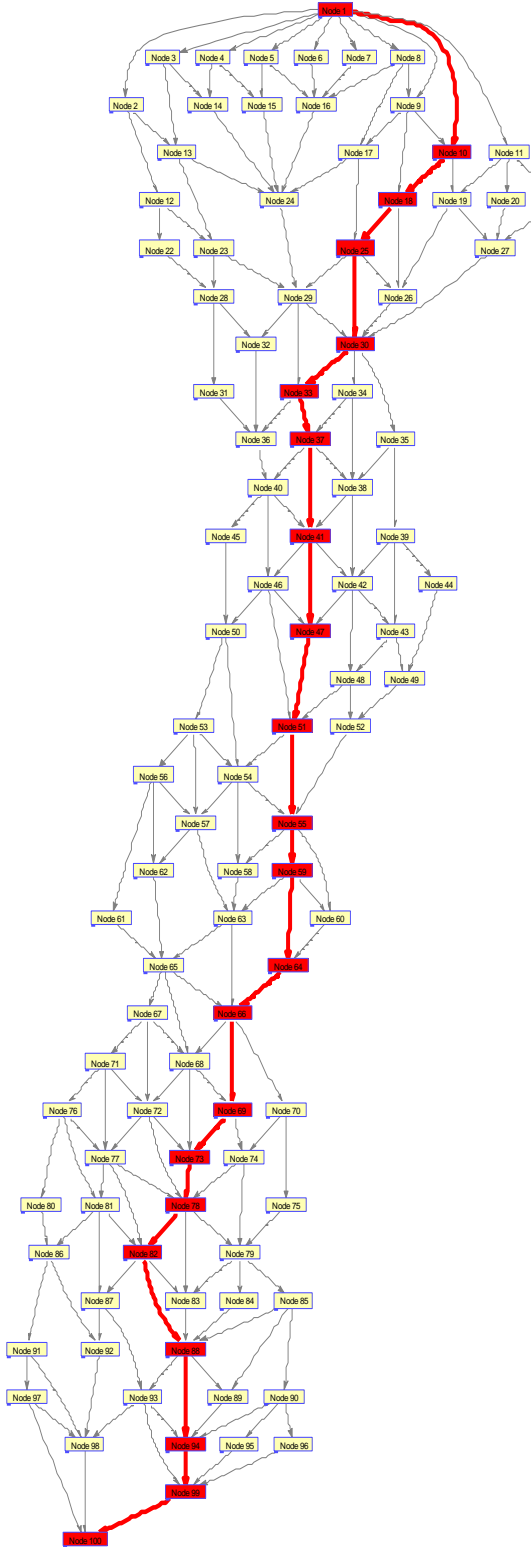 Node 1
Node 3
Node 4
Node 5
Node 6
Node 7
Node 8
Node 2
Node 14
Node 15
Node 16
Node 9
Node 13
Node 17
Node 10
Node 11
Node 12
Node 24
Node 18
Node 19
Node 20
Node 22
Node 23
Node 25
Node 27
Node 28
Node 29
Node 26
Node 32
Node 30
Node 31
Node 33
Node 34
Node 36
Node 37
Node 35
Node 40
Node 38
Node 45
Node 41
Node 39
Node 46
Node 42
Node 44
Node 50
Node 47
Node 43
Node 48
Node 49
Node 53
Node 51
Node 52
Node 56
Node 54
Node 57
Node 55
Node 62
Node 58
Node 59
Node 61
Node 63
Node 60
Node 65
Node 64
Node 67
Node 66
Node 71
Node 68
Node 76
Node 72
Node 69
Node 70
Node 77
Node 73
Node 74
Node 80
Node 81
Node 78
Node 75
Node 86
Node 82
Node 79
Node 87
Node 83
Node 84
Node 85
Node 91
Node 92
Node 88
Node 97
Node 93
Node 89
Node 90
Node 98
Node 94
Node 95
Node 96
Node 99
Node 100